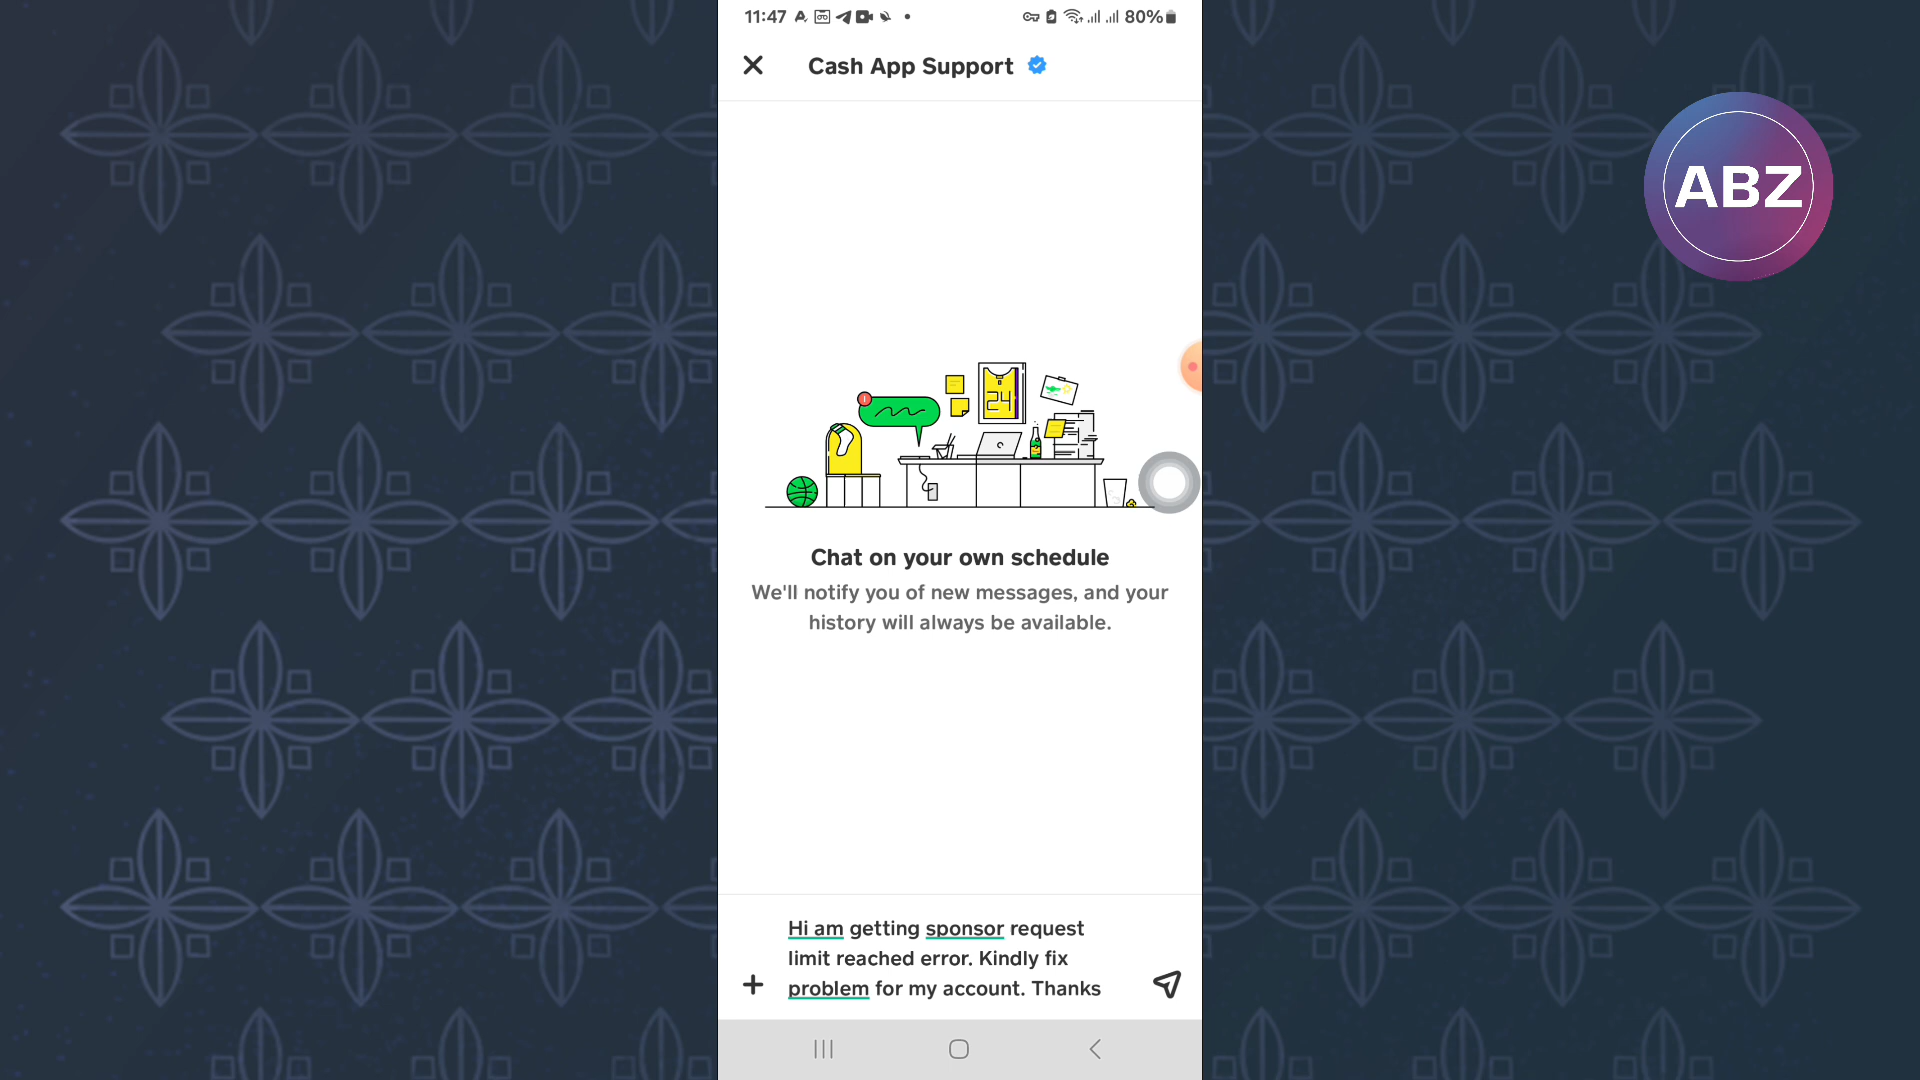 11:47
80%
Cash App Support
ABZ
24
Chat on your own schedule
We'll notify you of new messages, and your
history will always be available.
Hi am getting sponsor request
limit reached error. Kindly fix
problem for my account. Thanks